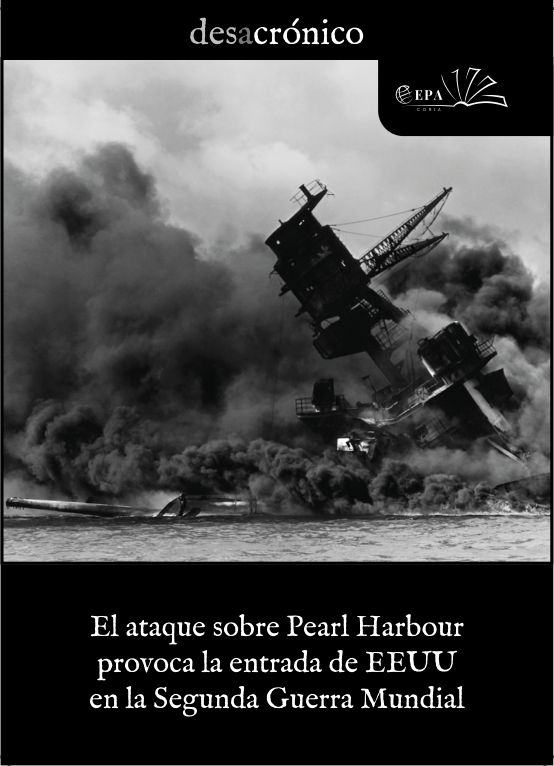 desacrónico
EPA
CORIA
El ataque sobre Pearl Harbour
provoca la entrada de EEUU
en la Segunda Guerra Mundial